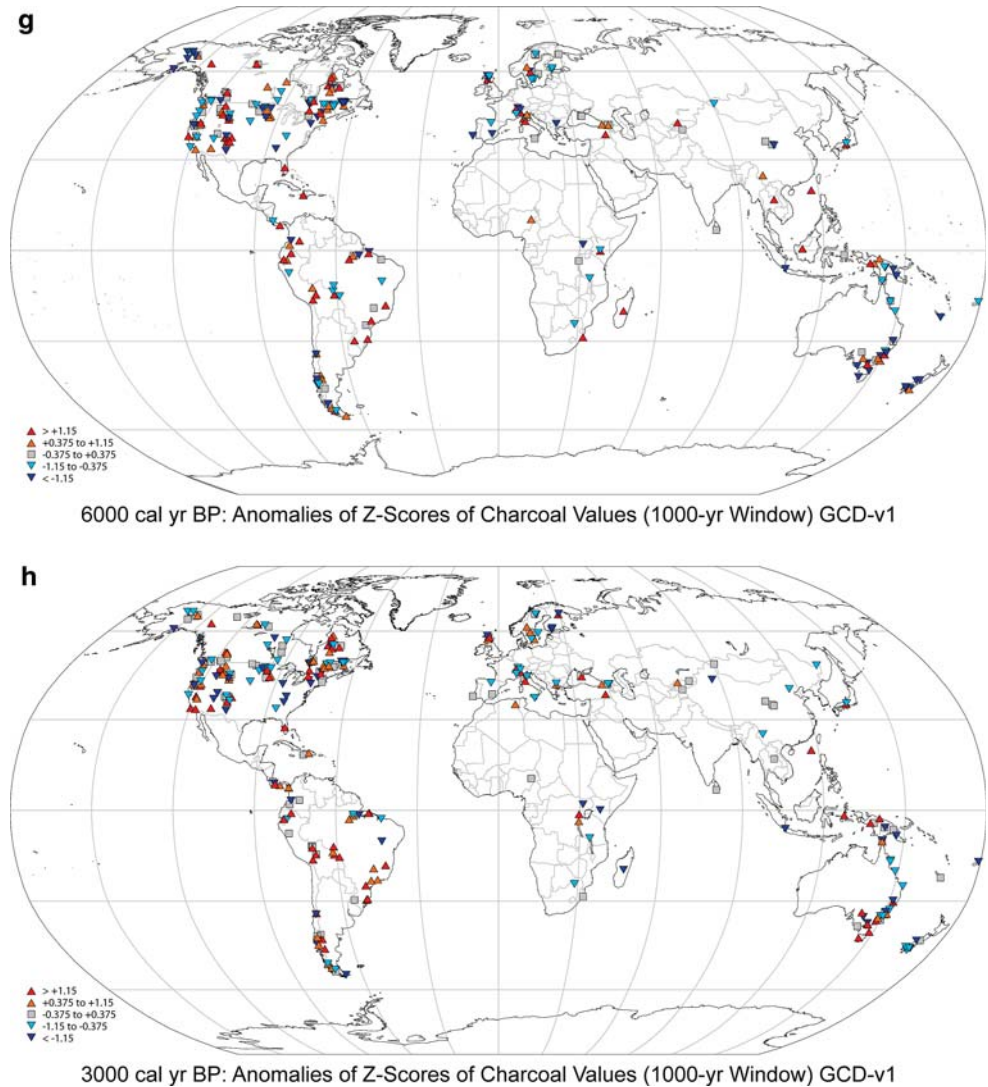 g
> +1.15
+0.375 to +1.15
-0.375 to +0.375
-1.15 to -0.375
< -1.15
6000 cal yr BP: Anomalies of Z-Scores of Charcoal Values (1000-yr Window) GCD-v1
h
> +1.15
+0.375 to +1.15
-0.375 to +0.375
-1.15 to -0.375
< -1.15
3000 cal yr BP: Anomalies of Z-Scores of Charcoal Values (1000-yr Window) GCD-v1